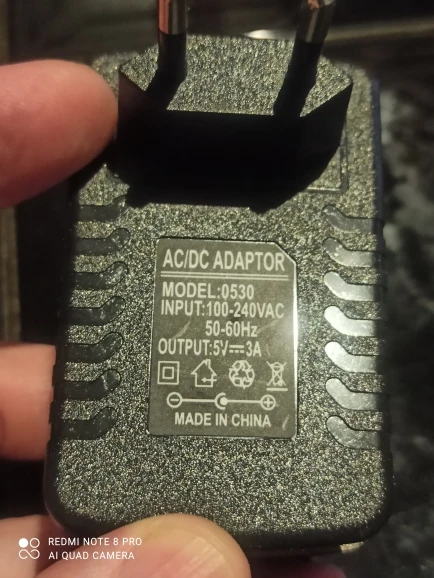 AC/DC ADAPTOR
MODEL:0530
INPUT:100-240VAC
50-60Hz
OUTPUT:5V⎓3A
MADE IN CHINA
REDMI NOTE 8 PRO
AI QUAD CAMERA